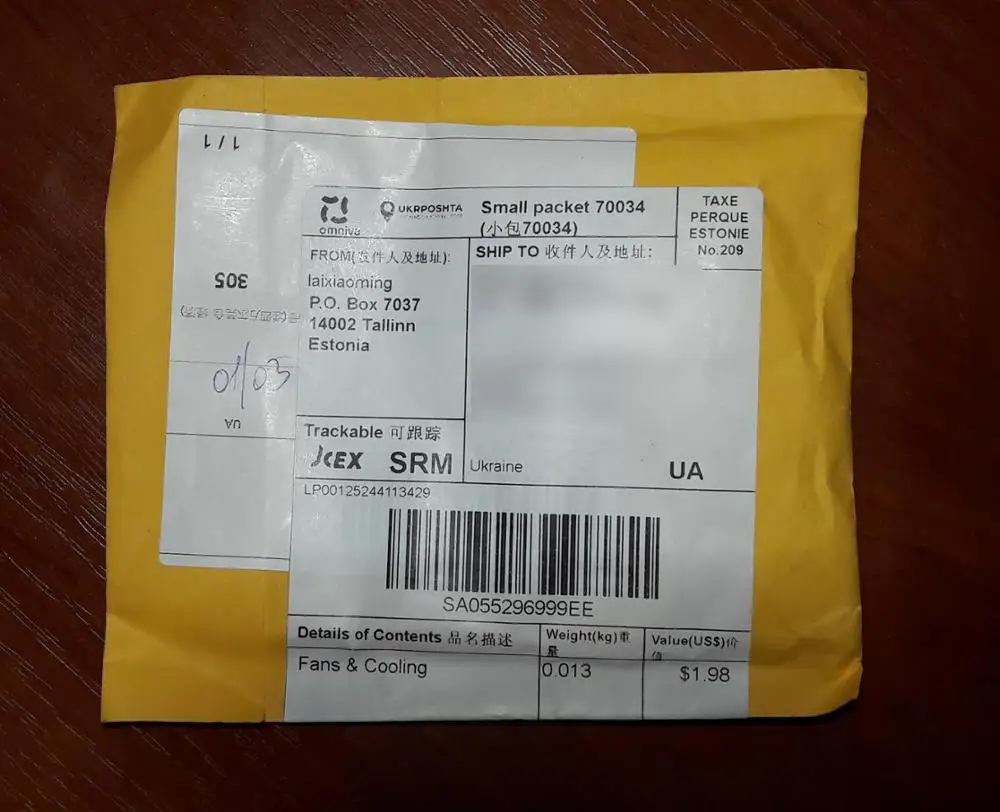 1 / 1
305
01/03
UA
omniva
UKRPOSHTA
Small packet 70034
(小包70034)
TAXE
PERQUE
ESTONIE
No.209
FROM(发件人及地址):
laixiaoming
P.O. Box 7037
14002 Tallinn
Estonia
SHIP TO 收件人及地址:
Trackable 可跟踪
EX SRM
Ukraine
UA
LP00125244113429
SA055296999EE
Details of Contents 品名描述
Weight(kg)重
量
Value(US$)价
值
Fans & Cooling
0.013
$1.98